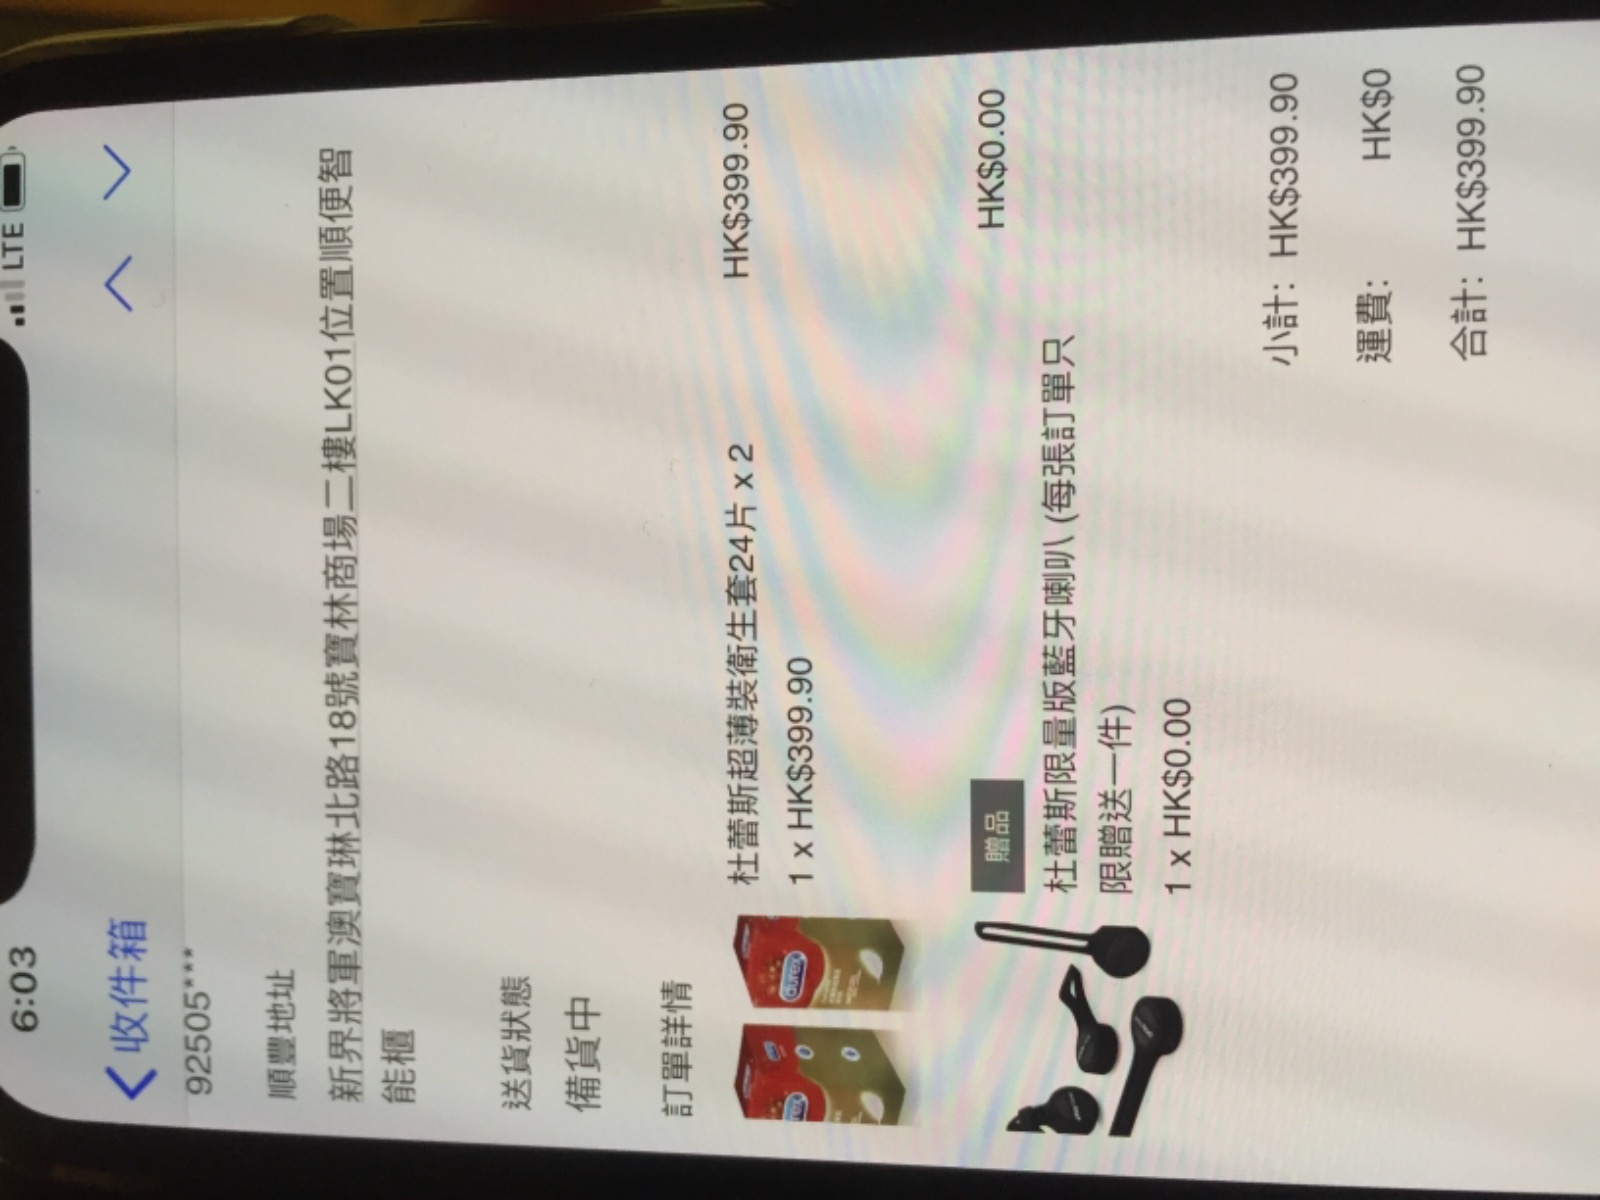 6:03
LTE
收件箱
92505***
順豐地址
新界將軍澳寶琳北路18號寶林商場二樓LK01位置順便智
能櫃
送貨狀態
備貨中
訂單詳情
杜蕾斯超薄裝衛生套24片 x 2
HK$399.90
1 x HK$399.90
durex
贈品
HK$0.00
杜蕾斯限量版藍牙喇叭 (每張訂單只
限贈送一件)
1 x HK$0.00
小計: HK$399.90
運費: HK$0
合計: HK$399.90